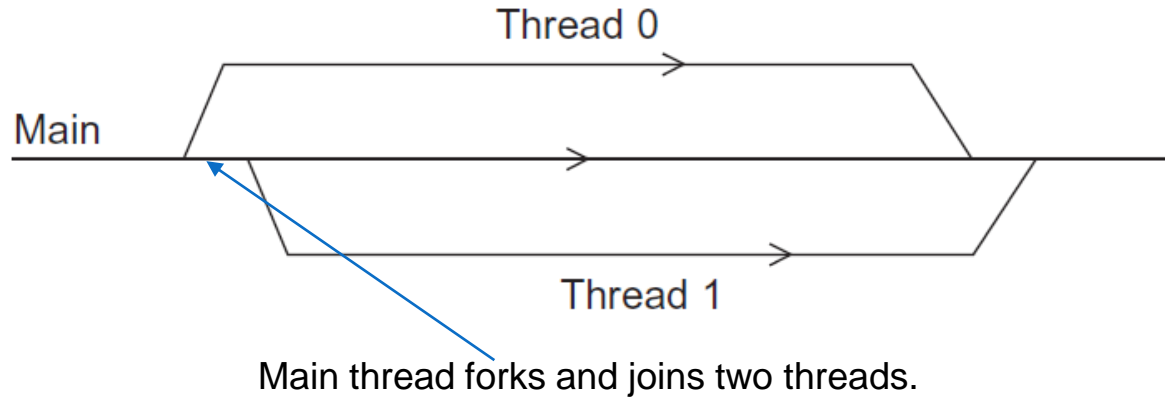 Thread 0
Main
Thread 1
Main thread forks and joins two threads.